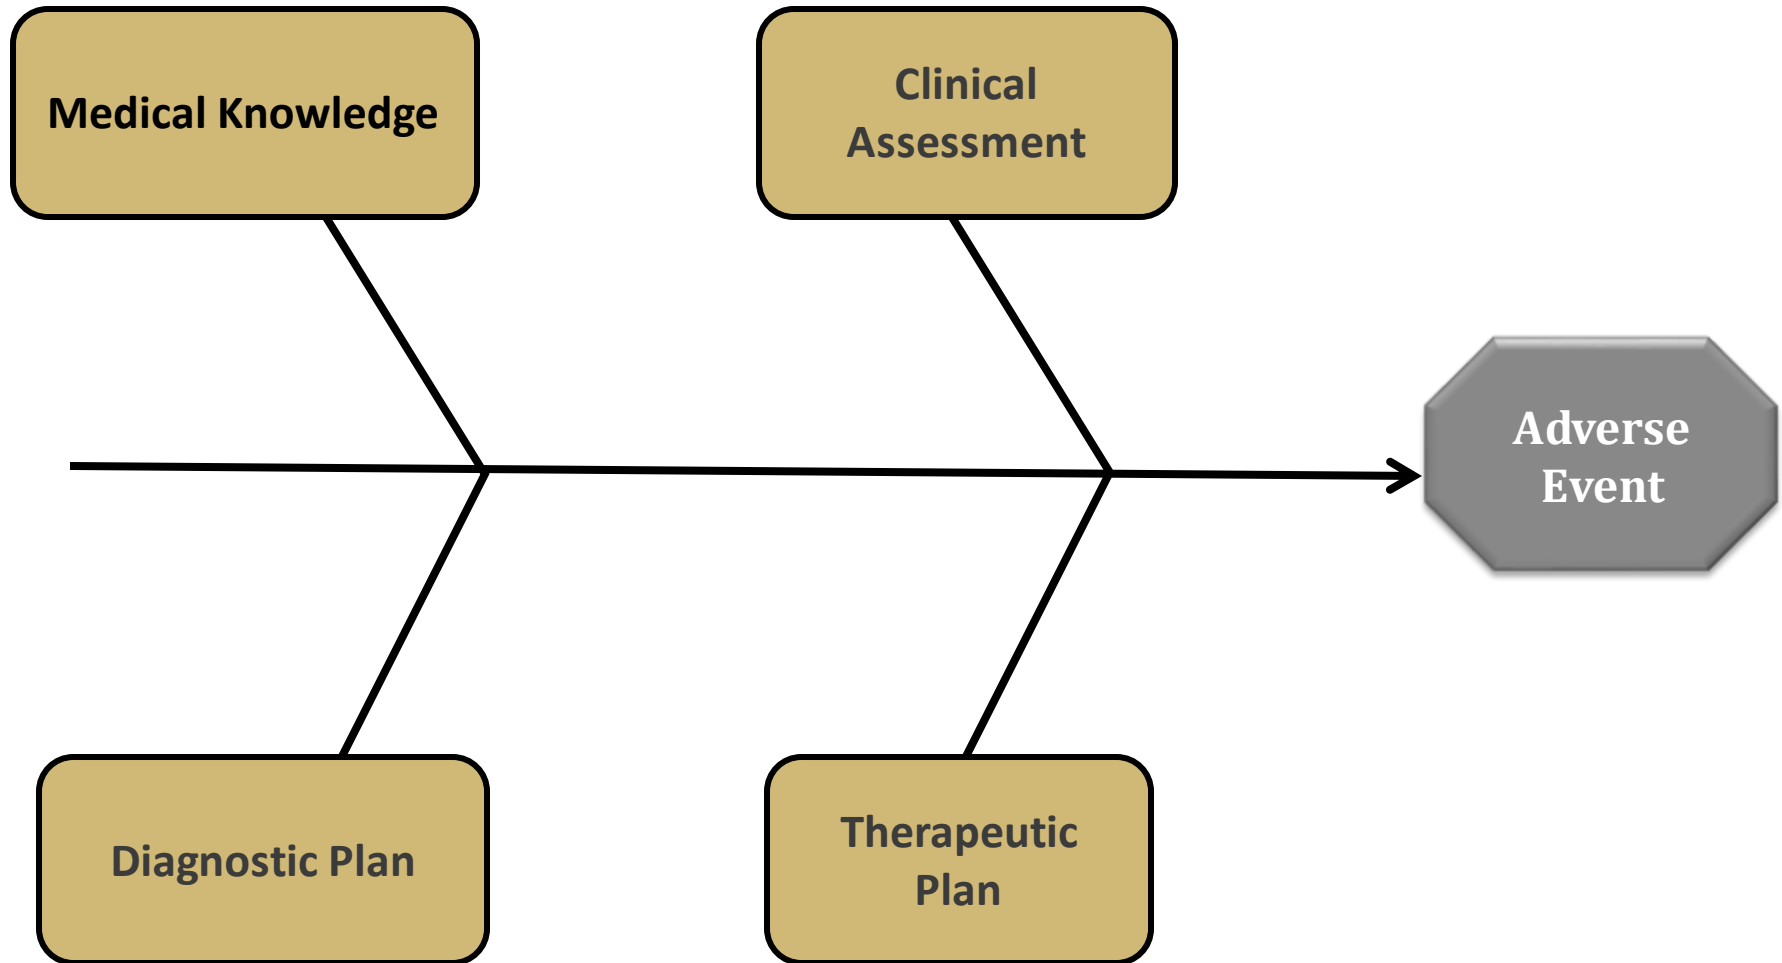 Medical Knowledge
Clinical
Assessment
Adverse
Event
Diagnostic Plan
Therapeutic
Plan